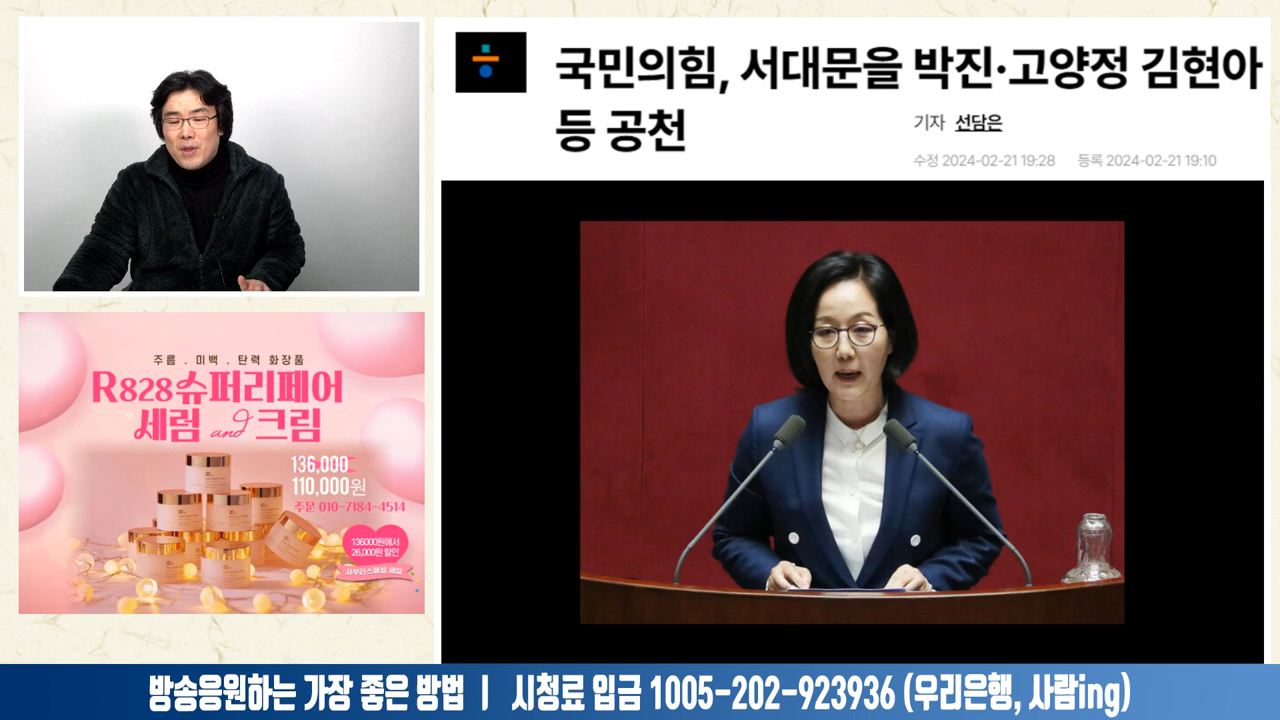 국민의힘, 서대문을 박진·고양정 김현아
등 공천
기자 선담은
수정 2024-02-21 19:28 등록 2024-02-21 19:10
주름 . 미백 . 탄력 화장품
R828슈퍼리페어
세럼 and 크림
136,000
110,000원
주문 010-7184-4514
136000원에서
26,000원 할인
방송응원하는 가장 좋은 방법 | 시청료 입금 1005-202-923936 (우리은행, 사람ing)